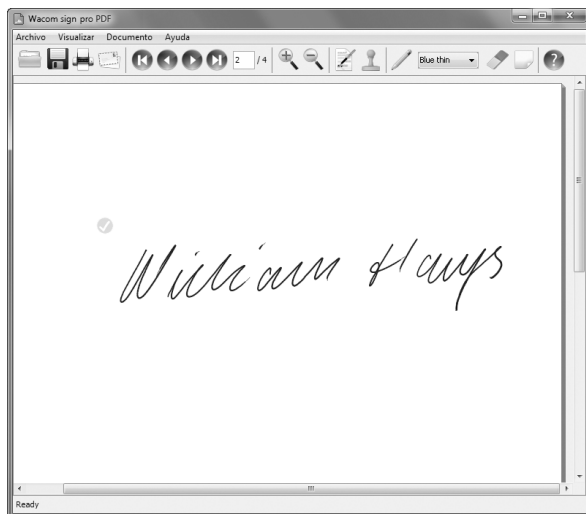 Wacom sign pro PDF
Archivo Visualizar Documento Ayuda
2 / 4 Blue thin ?
William Hays
Ready